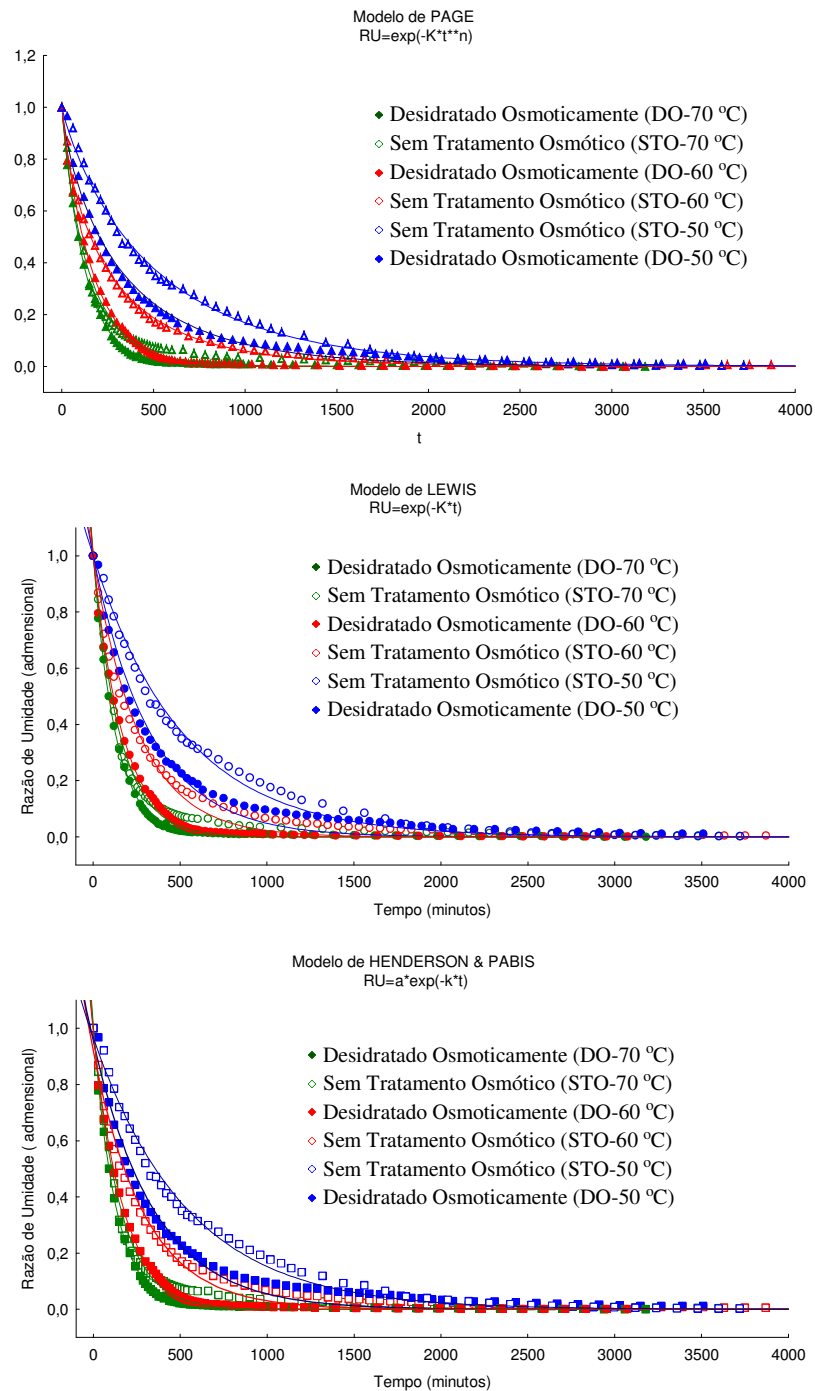 Modelo de PAGE
RU=exp(-K*t**n)
1,2
1,0
0,8
0,6
0,4
0,2
0,0
Desidratado Osmoticamente (DO-70 ºC)
Sem Tratamento Osmótico (STO-70 ºC)
Desidratado Osmoticamente (DO-60 ºC)
Sem Tratamento Osmótico (STO-60 ºC)
Sem Tratamento Osmótico (STO-50 ºC)
Desidratado Osmoticamente (DO-50 ºC)
0 500 1000 1500 2000 2500 3000 3500 4000
t
Modelo de LEWIS
RU=exp(-K*t)
Razão de Umidade (admensional)
1,0
0,8
0,6
0,4
0,2
0,0
Desidratado Osmoticamente (DO-70 ºC)
Sem Tratamento Osmótico (STO-70 ºC)
Desidratado Osmoticamente (DO-60 ºC)
Sem Tratamento Osmótico (STO-60 ºC)
Sem Tratamento Osmótico (STO-50 ºC)
Desidratado Osmoticamente (DO-50 ºC)
0 500 1000 1500 2000 2500 3000 3500 4000
Tempo (minutos)
Modelo de HENDERSON & PABIS
RU=a*exp(-k*t)
Razão de Umidade ( admensional)
1,0
0,8
0,6
0,4
0,2
0,0
Desidratado Osmoticamente (DO-70 ºC)
Sem Tratamento Osmótico (STO-70 ºC)
Desidratado Osmoticamente (DO-60 ºC)
Sem Tratamento Osmótico (STO-60 ºC)
Sem Tratamento Osmótico (STO-50 ºC)
Desidratado Osmoticamente (DO-50 ºC)
0 500 1000 1500 2000 2500 3000 3500 4000
Tempo (minutos)